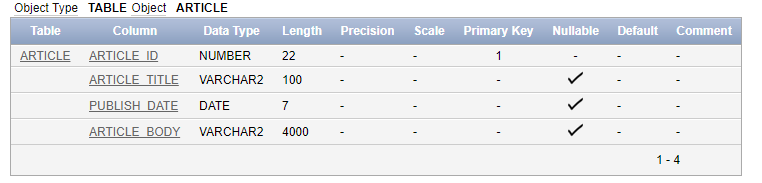 Object Type TABLE Object ARTICLE
Table Column Data Type Length Precision Scale Primary Key Nullable Default Comment
ARTICLE ARTICLE_ID NUMBER 22 - - 1 - - -
ARTICLE_TITLE VARCHAR2 100 - - - ✓ - -
PUBLISH_DATE DATE 7 - - - ✓ - -
ARTICLE_BODY VARCHAR2 4000 - - - ✓ - -
1 - 4